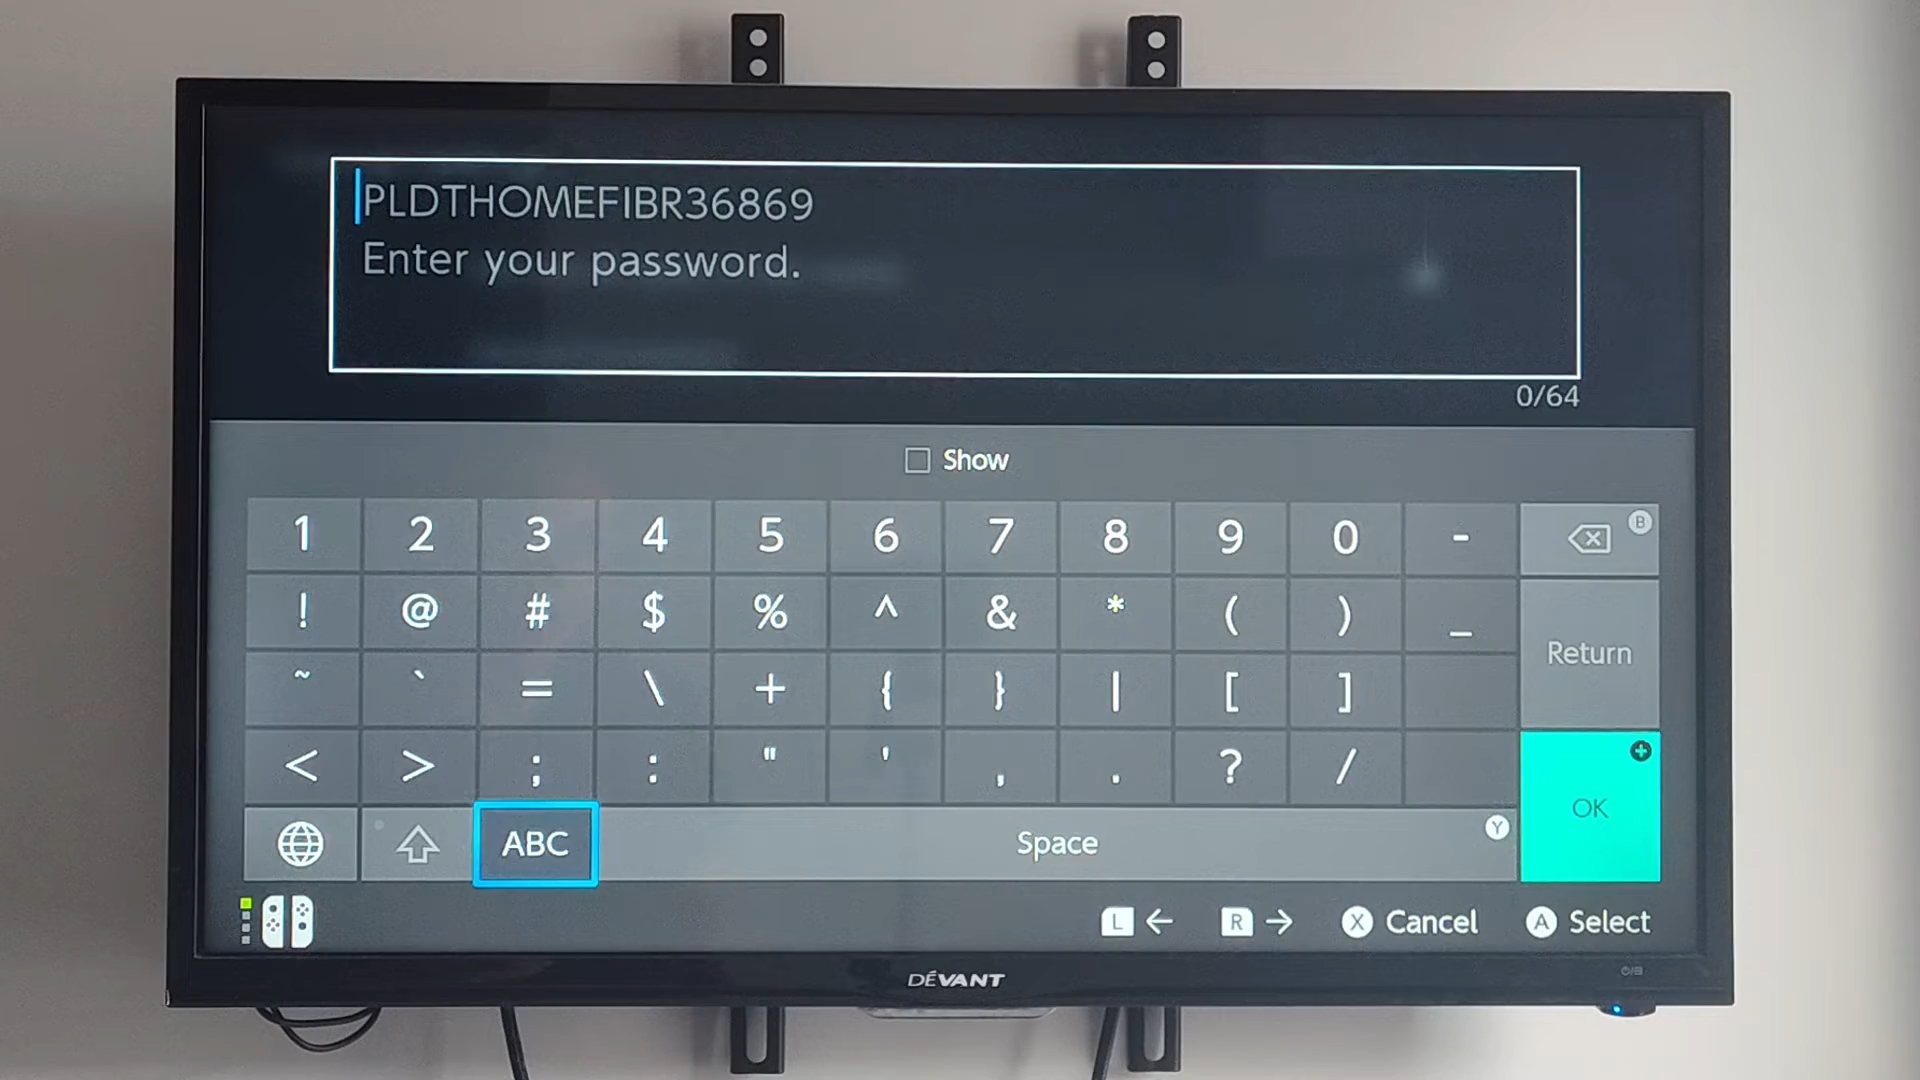 PLDTHOMEFIBR36869
Enter your password.
0/64
Show
1 2 3 4 5 6 7 8 9 0 - B
! @ # $ % ^ & * ( ) _
Return
~ ` = \ + { } | [ ]
< > ; : " ' , . ? /
OK
ABC Space Y
L ← R → X Cancel A Select
DEVANT